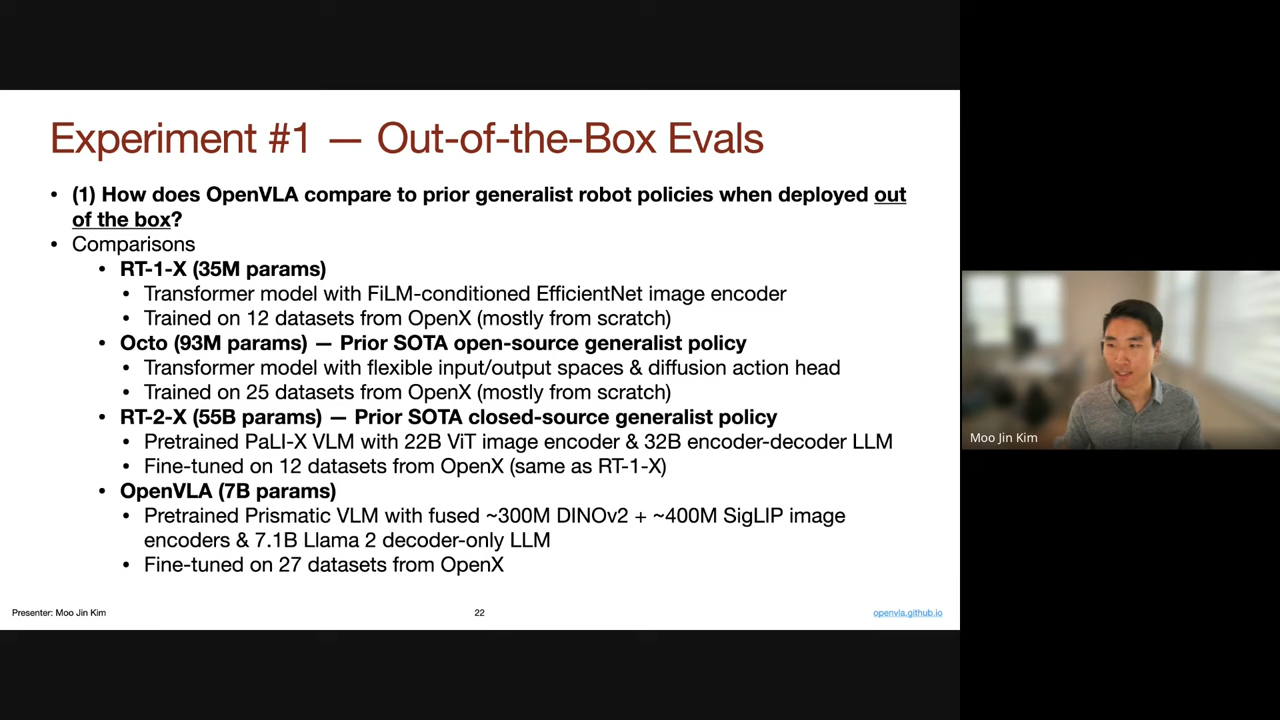 Experiment #1 — Out-of-the-Box Evals
• (1) How does OpenVLA compare to prior generalist robot policies when deployed out
of the box?
• Comparisons
• RT-1-X (35M params)
• Transformer model with FiLM-conditioned EfficientNet image encoder
• Trained on 12 datasets from OpenX (mostly from scratch)
• Octo (93M params) — Prior SOTA open-source generalist policy
• Transformer model with flexible input/output spaces & diffusion action head
• Trained on 25 datasets from OpenX (mostly from scratch)
• RT-2-X (55B params) — Prior SOTA closed-source generalist policy
• Pretrained PaLI-X VLM with 22B ViT image encoder & 32B encoder-decoder LLM
• Fine-tuned on 12 datasets from OpenX (same as RT-1-X)
• OpenVLA (7B params)
• Pretrained Prismatic VLM with fused ~300M DINOv2 + ~400M SigLIP image
encoders & 7.1B Llama 2 decoder-only LLM
• Fine-tuned on 27 datasets from OpenX
Presenter: Moo Jin Kim
22
openvla.github.io
Moo Jin Kim